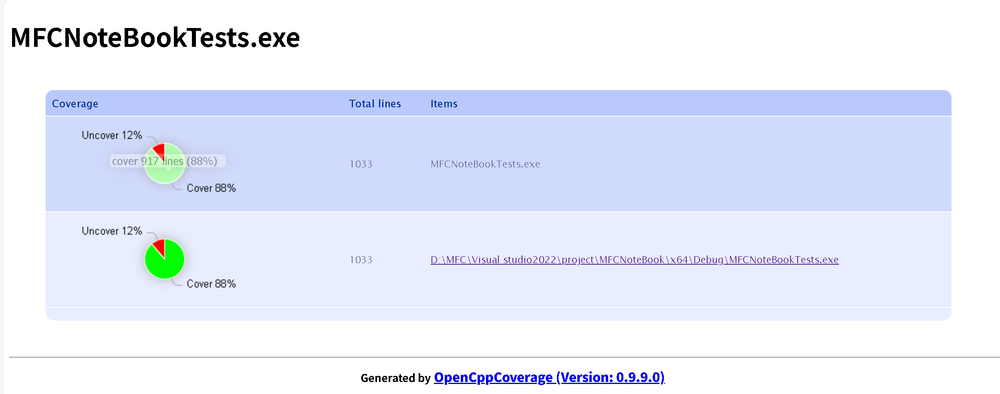 MFCNoteBookTests.exe
Coverage Total lines Items
Uncover 12%
cover 917 lines (88%)
1033 MFCNoteBookTests.exe
Cover 88%
Uncover 12%
1033 D:\MFC\Visual studio2022\project\MFCNoteBook\x64\Debug\MFCNoteBookTests.exe
Cover 88%
Generated by OpenCppCoverage (Version: 0.9.9.0)